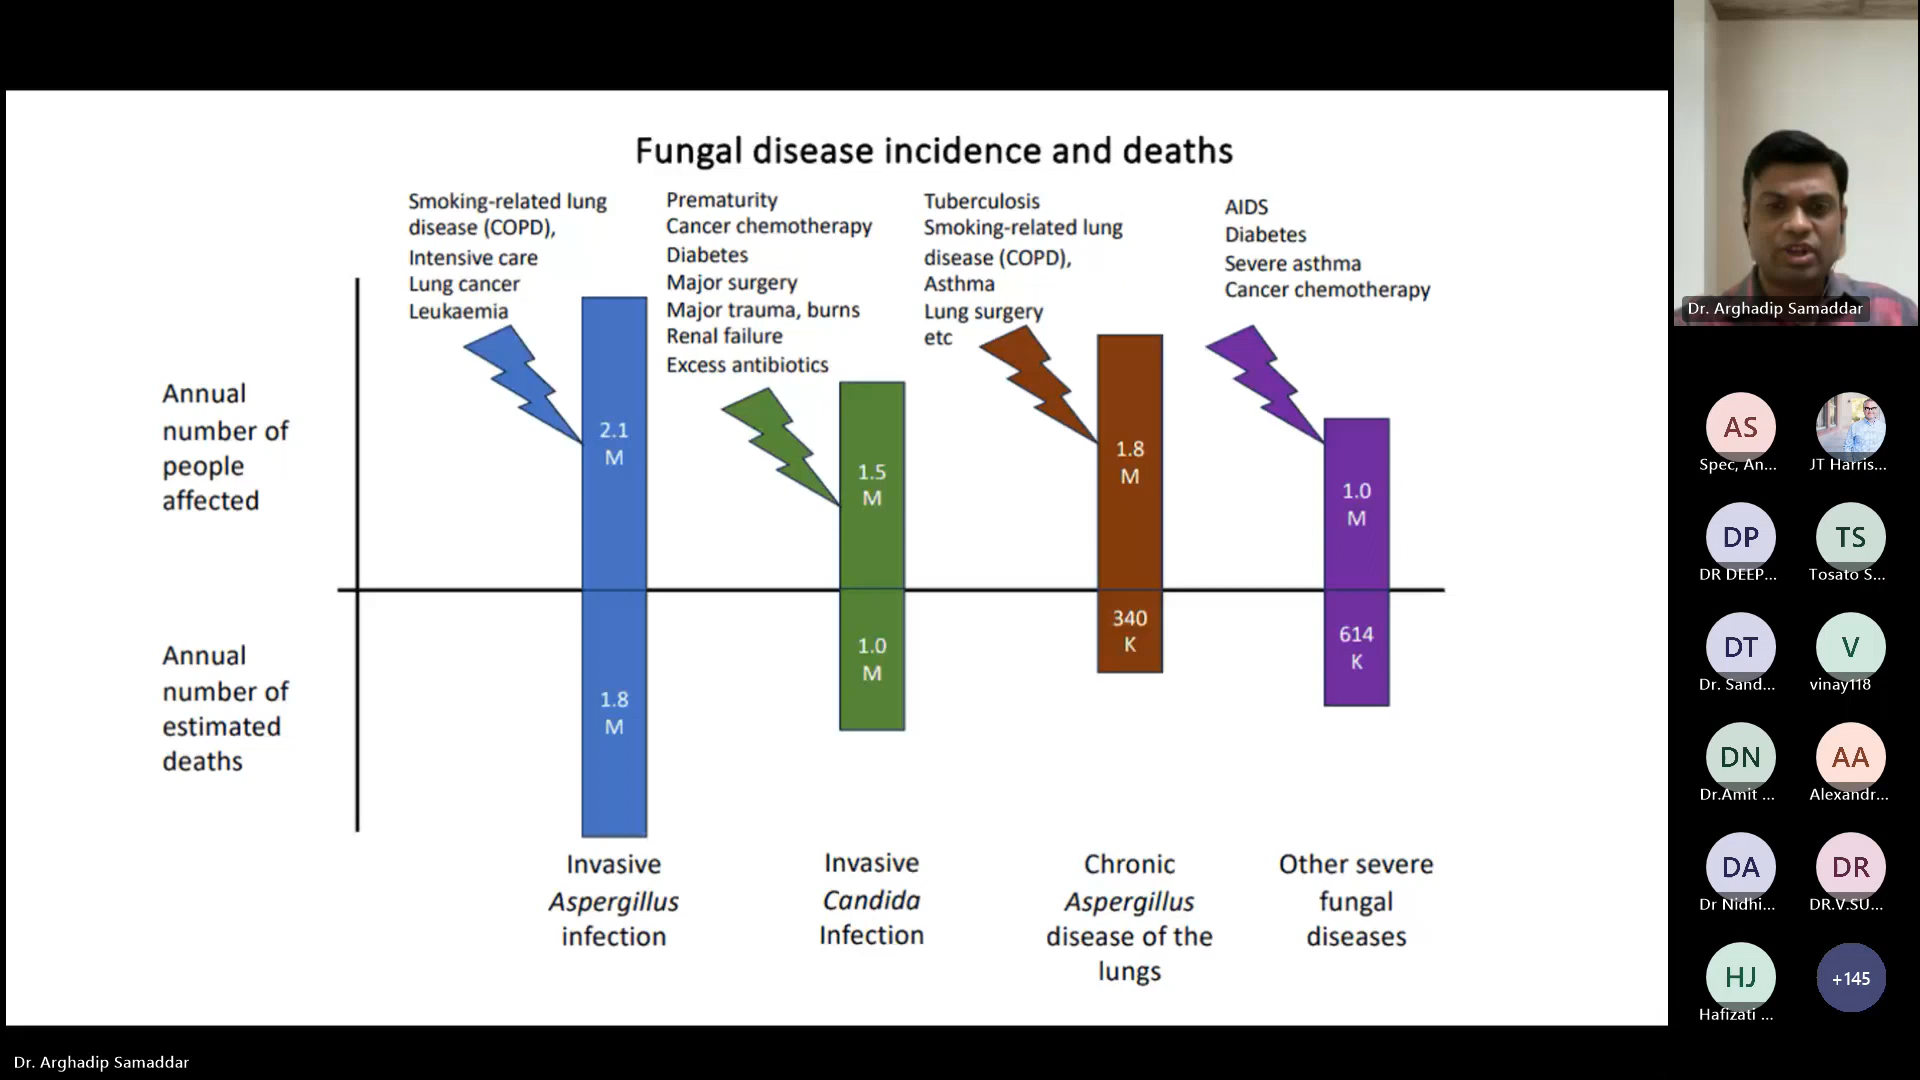 Fungal disease incidence and deaths
Smoking-related lung
disease (COPD),
Intensive care
Lung cancer
Leukaemia
Prematurity
Cancer chemotherapy
Diabetes
Major surgery
Major trauma, burns
Renal failure
Excess antibiotics
Tuberculosis
Smoking-related lung
disease (COPD),
Asthma
Lung surgery
etc
AIDS
Diabetes
Severe asthma
Cancer chemotherapy
Annual
number of
people
affected
2.1
M
1.5
M
1.8
M
1.0
M
Annual
number of
estimated
deaths
1.8
M
1.0
M
340
K
614
K
Invasive
Aspergillus
infection
Invasive
Candida
Infection
Chronic
Aspergillus
disease of the
lungs
Other severe
fungal
diseases
Dr. Arghadip Samaddar
AS
Spec, An...
JT Harris...
DP
DR DEEP...
TS
Tosato S...
DT
Dr. Sand...
V
vinay118
DN
Dr.Amit ...
AA
Alexandr...
DA
Dr Nidhi...
DR
DR.V.SU...
HJ
Hafizati ...
+145
Dr. Arghadip Samaddar